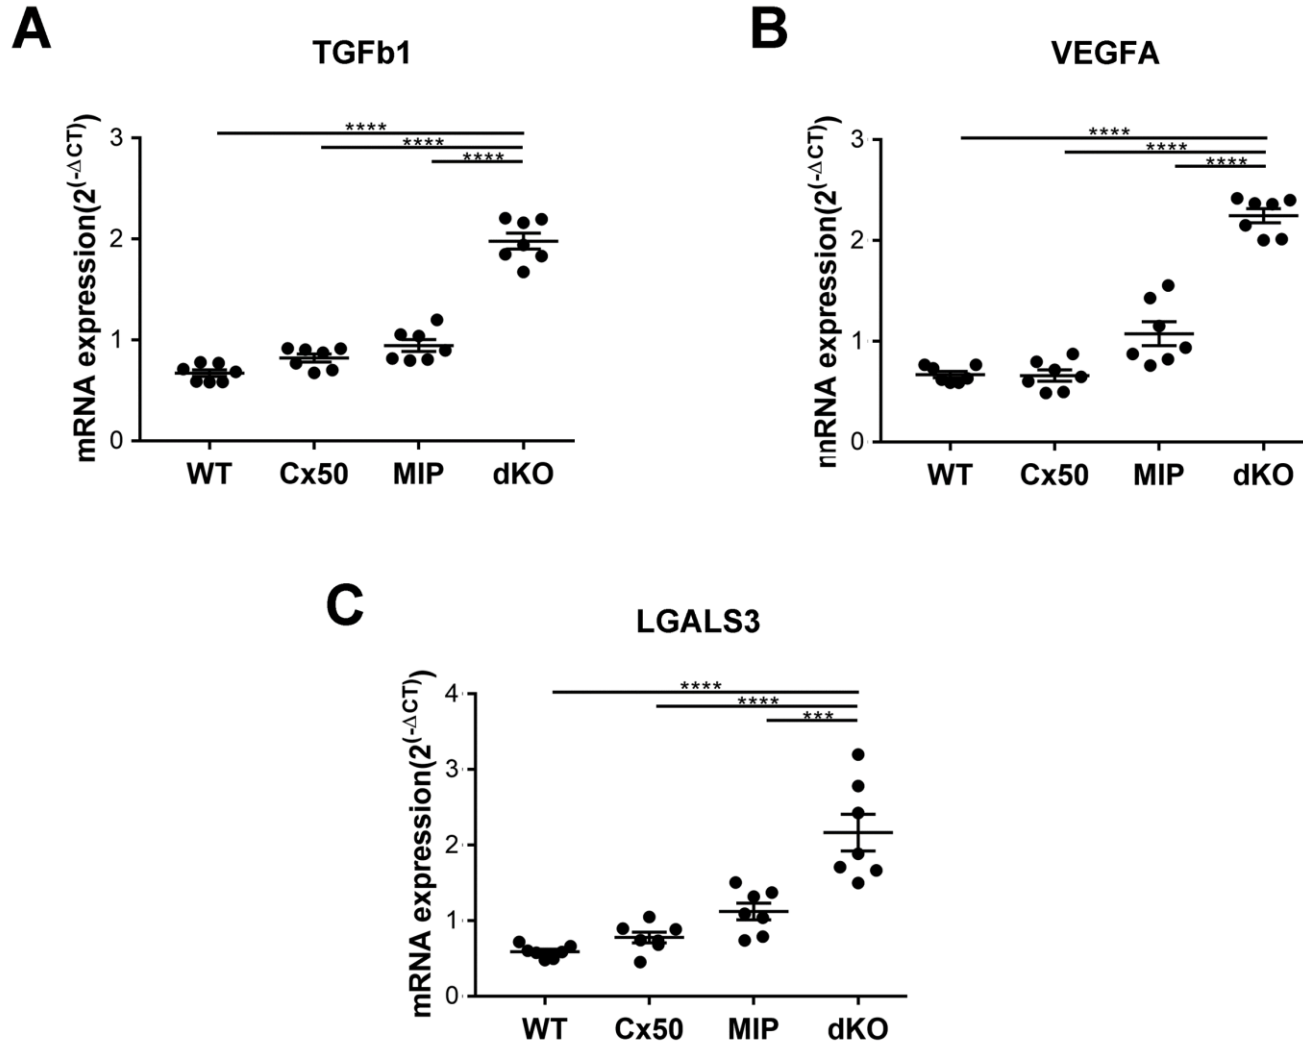 A
TGFb1
mRNA expression(2(-ΔCT))
3
2
1
0
****
****
****
WT Cx50 MIP dKO
B
VEGFA
nnRNA expression(2(-ΔCT))
3
2
1
0
****
****
****
WT Cx50 MIP dKO
C
LGALS3
mRNA expression(2(-ΔCT))
4
3
2
1
0
****
****
***
WT Cx50 MIP dKO